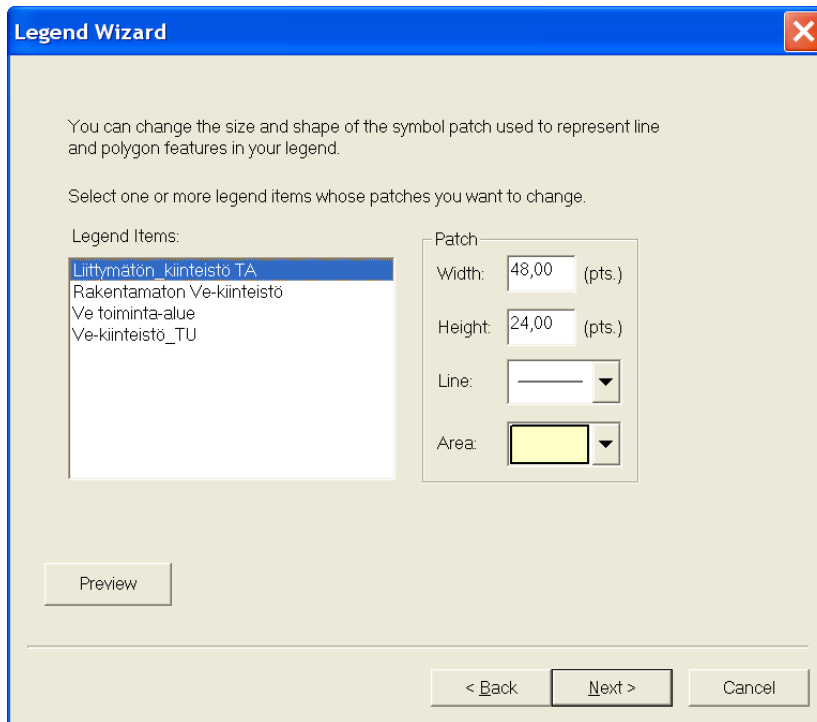 Legend Wizard
You can change the size and shape of the symbol patch used to represent line
and polygon features in your legend.
Select one or more legend items whose patches you want to change.
Legend Items:
Liittymätön_kiinteistö TA
Rakentamaton Ve-kiinteistö
Ve toiminta-alue
Ve-kiinteistö_TU
Patch
Width: 48,00 (pts.)
Height: 24,00 (pts.)
Line:
Area:
Preview
< Back Next > Cancel